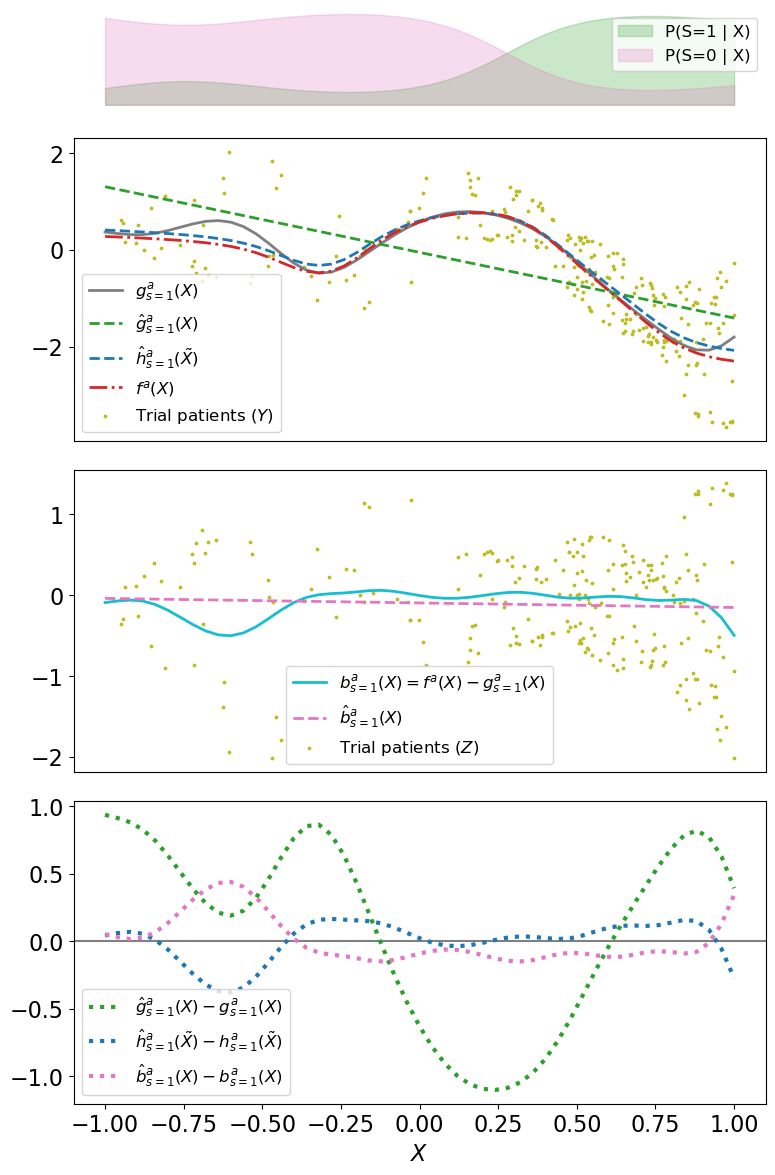 P(S=1 | X)
P(S=0 | X)
2
0
−2
g^a_{s=1}(X)
ĝ^a_{s=1}(X)
ĥ^a_{s=1}(X̃)
f^a(X)
Trial patients (Y)
1
0
−1
−2
b^a_{s=1}(X) = f^a(X) − g^a_{s=1}(X)
b̂^a_{s=1}(X)
Trial patients (Z)
1.0
0.5
0.0
−0.5
−1.0
ĝ^a_{s=1}(X) − g^a_{s=1}(X)
ĥ^a_{s=1}(X̃) − h^a_{s=1}(X̃)
b̂^a_{s=1}(X) − b^a_{s=1}(X)
−1.00 −0.75 −0.50 −0.25 0.00 0.25 0.50 0.75 1.00
X